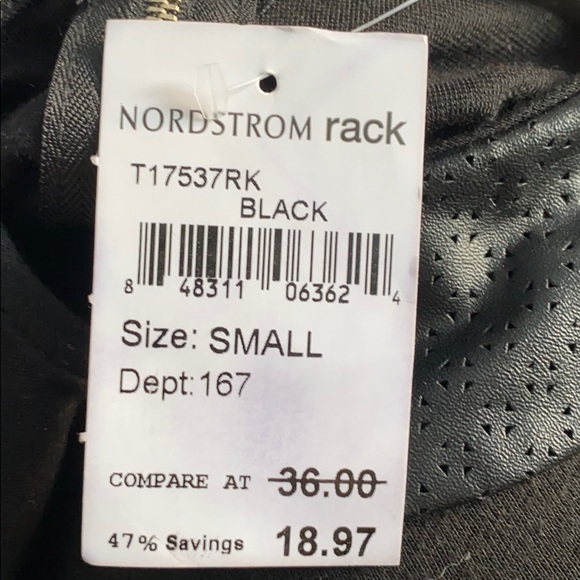 NORDSTROM rack
T17537RK
BLACK
8 48311 06362 4
Size: SMALL
Dept: 167
COMPARE AT 36.00
47% Savings 18.97